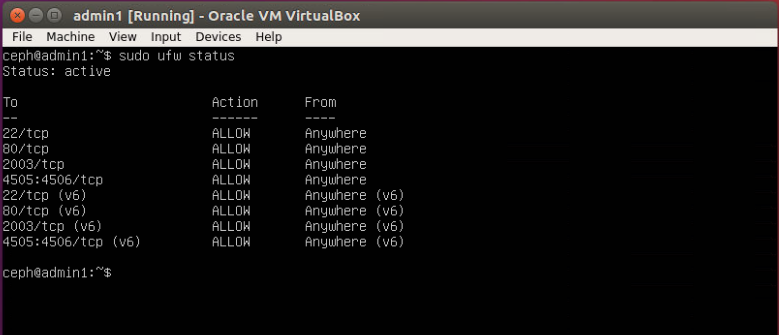 admin1 [Running] - Oracle VM VirtualBox
File Machine View Input Devices Help
ceph@admin1:~$ sudo ufw status
Status: active
To Action From
-- ------ ----
22/tcp ALLOW Anywhere
80/tcp ALLOW Anywhere
2003/tcp ALLOW Anywhere
4505:4506/tcp ALLOW Anywhere
22/tcp (v6) ALLOW Anywhere (v6)
80/tcp (v6) ALLOW Anywhere (v6)
2003/tcp (v6) ALLOW Anywhere (v6)
4505:4506/tcp (v6) ALLOW Anywhere (v6)
ceph@admin1:~$